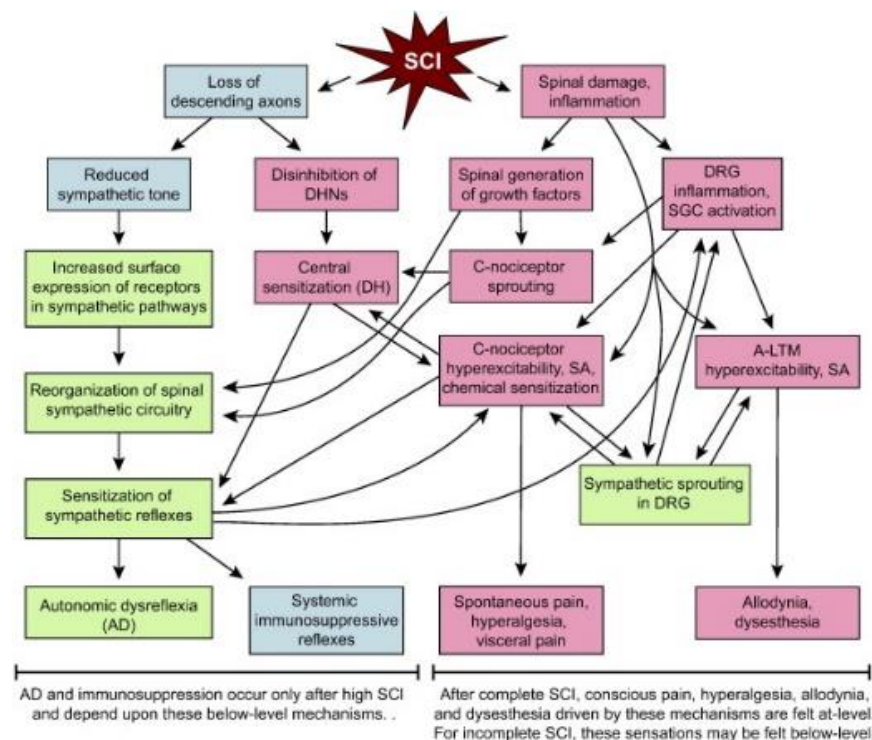 SCI
Loss of
descending axons
Spinal damage,
inflammation
Reduced
sympathetic tone
Disinhibition of
DHNs
Spinal generation
of growth factors
DRG
inflammation,
SGC activation
Increased surface
expression of receptors
in sympathetic pathways
Central
sensitization (DH)
C-nociceptor
sprouting
Reorganization of spinal
sympathetic circuitry
C-nociceptor
hyperexcitability, SA,
chemical sensitization
A-LTM
hyperexcitability, SA
Sensitization of
sympathetic reflexes
Sympathetic sprouting
in DRG
Autonomic dysreflexia
(AD)
Systemic
immunosuppressive
reflexes
Spontaneous pain,
hyperalgesia,
visceral pain
Allodynia,
dysesthesia
AD and immunosuppression occur only after high SCI
and depend upon these below-level mechanisms. .
After complete SCI, conscious pain, hyperalgesia, allodynia,
and dysesthesia driven by these mechanisms are felt at-level
For incomplete SCI, these sensations may be felt below-level